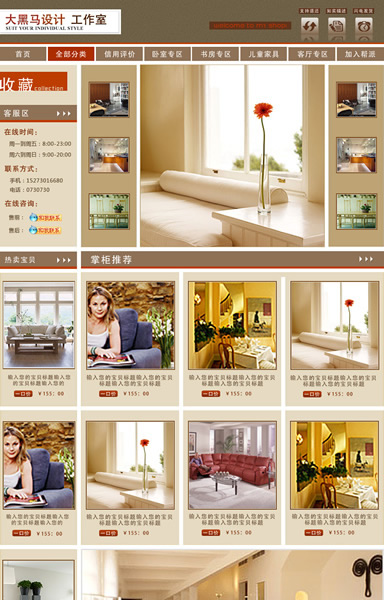 大黑马设计 工作室
SUIT YOUR INDIVIDUAL STYLE
首页
全部分类
信用评价
卧室专区
书房专区
儿童家具
客厅专区
加入帮派
收藏
collection
客服区
在线时间:
周一到周五:8:00-23:00
周六到周日:9:00-20:00
联系方式:
手机:15273016680
电话:0730730
在线咨询:
售前: 和我联系
售后: 和我联系
热卖宝贝
掌柜推荐
输入您的宝贝标题输入您的
宝贝标题输入您的
一口价 ¥155:00
输入您的宝贝标题输入您的宝贝
标题输入您的宝贝标题
一口价 ¥155:00
输入您的宝贝标题输入您的宝贝
标题输入您的宝贝标题
一口价 ¥155:00
输入您的宝贝标题输入您的宝贝
标题输入您的宝贝标题
一口价 ¥155:00
输入您的宝贝标题输入您的宝
贝标题输入您的宝贝标题输入您的
一口价 ¥155:00
输入您的宝贝标题输入您的宝贝
标题输入您的宝贝标题
一口价 ¥155:00
输入您的宝贝标题输入您的宝贝
标题输入您的宝贝标题
一口价 ¥155:00
输入您的宝贝标题输入您的宝贝
标题输入您的宝贝标题
一口价 ¥155:00